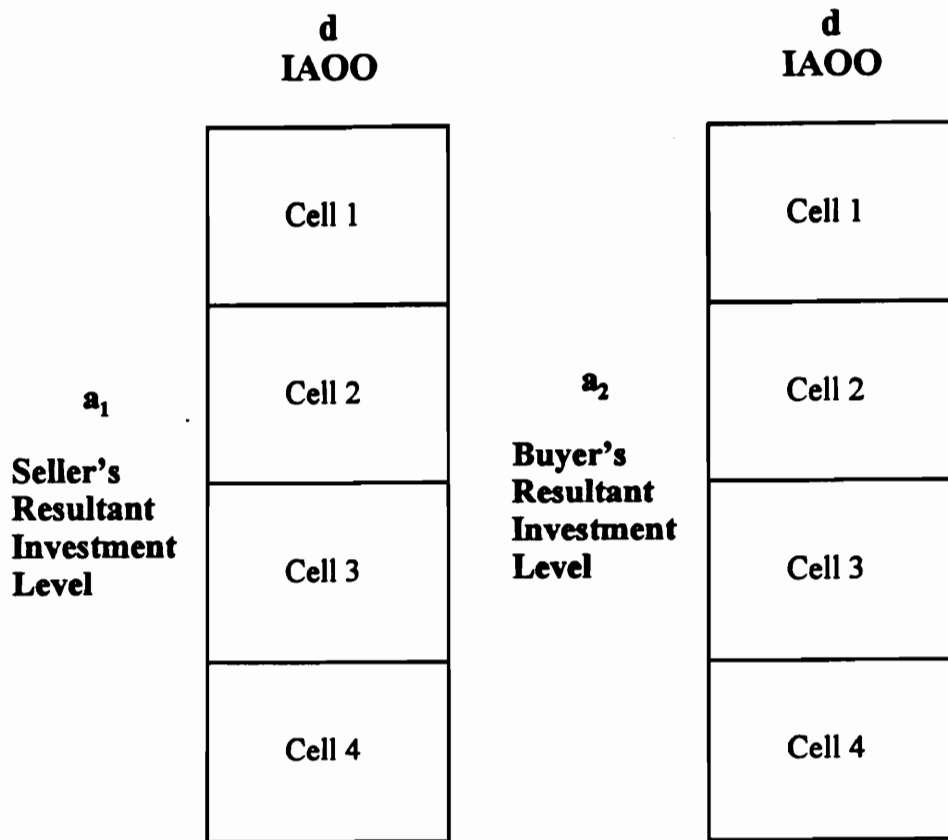 d
IAOO
Cell 1
Cell 2
Cell 3
Cell 4
a₁
Seller's
Resultant
Investment
Level
d
IAOO
Cell 1
Cell 2
Cell 3
Cell 4
a₂
Buyer's
Resultant
Investment
Level